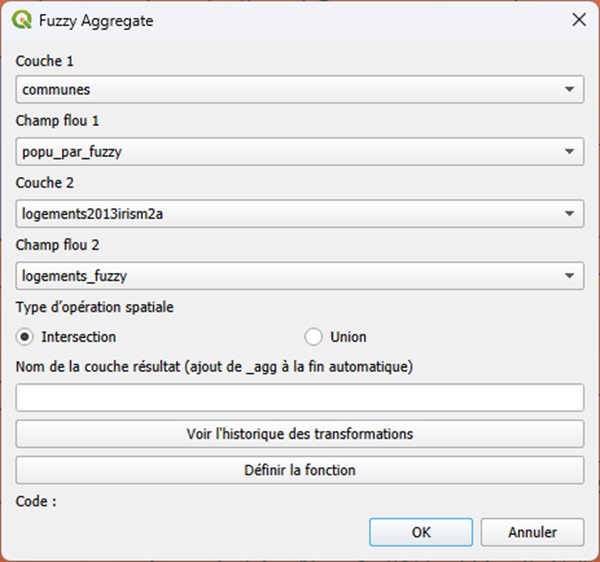 Fuzzy Aggregate
Couche 1
communes
Champ flou 1
popu_par_fuzzy
Couche 2
logements2013irism2a
Champ flou 2
logements_fuzzy
Type d’opération spatiale
Intersection Union
Nom de la couche résultat (ajout de _agg à la fin automatique)
Voir l'historique des transformations
Définir la fonction
Code :
OK Annuler